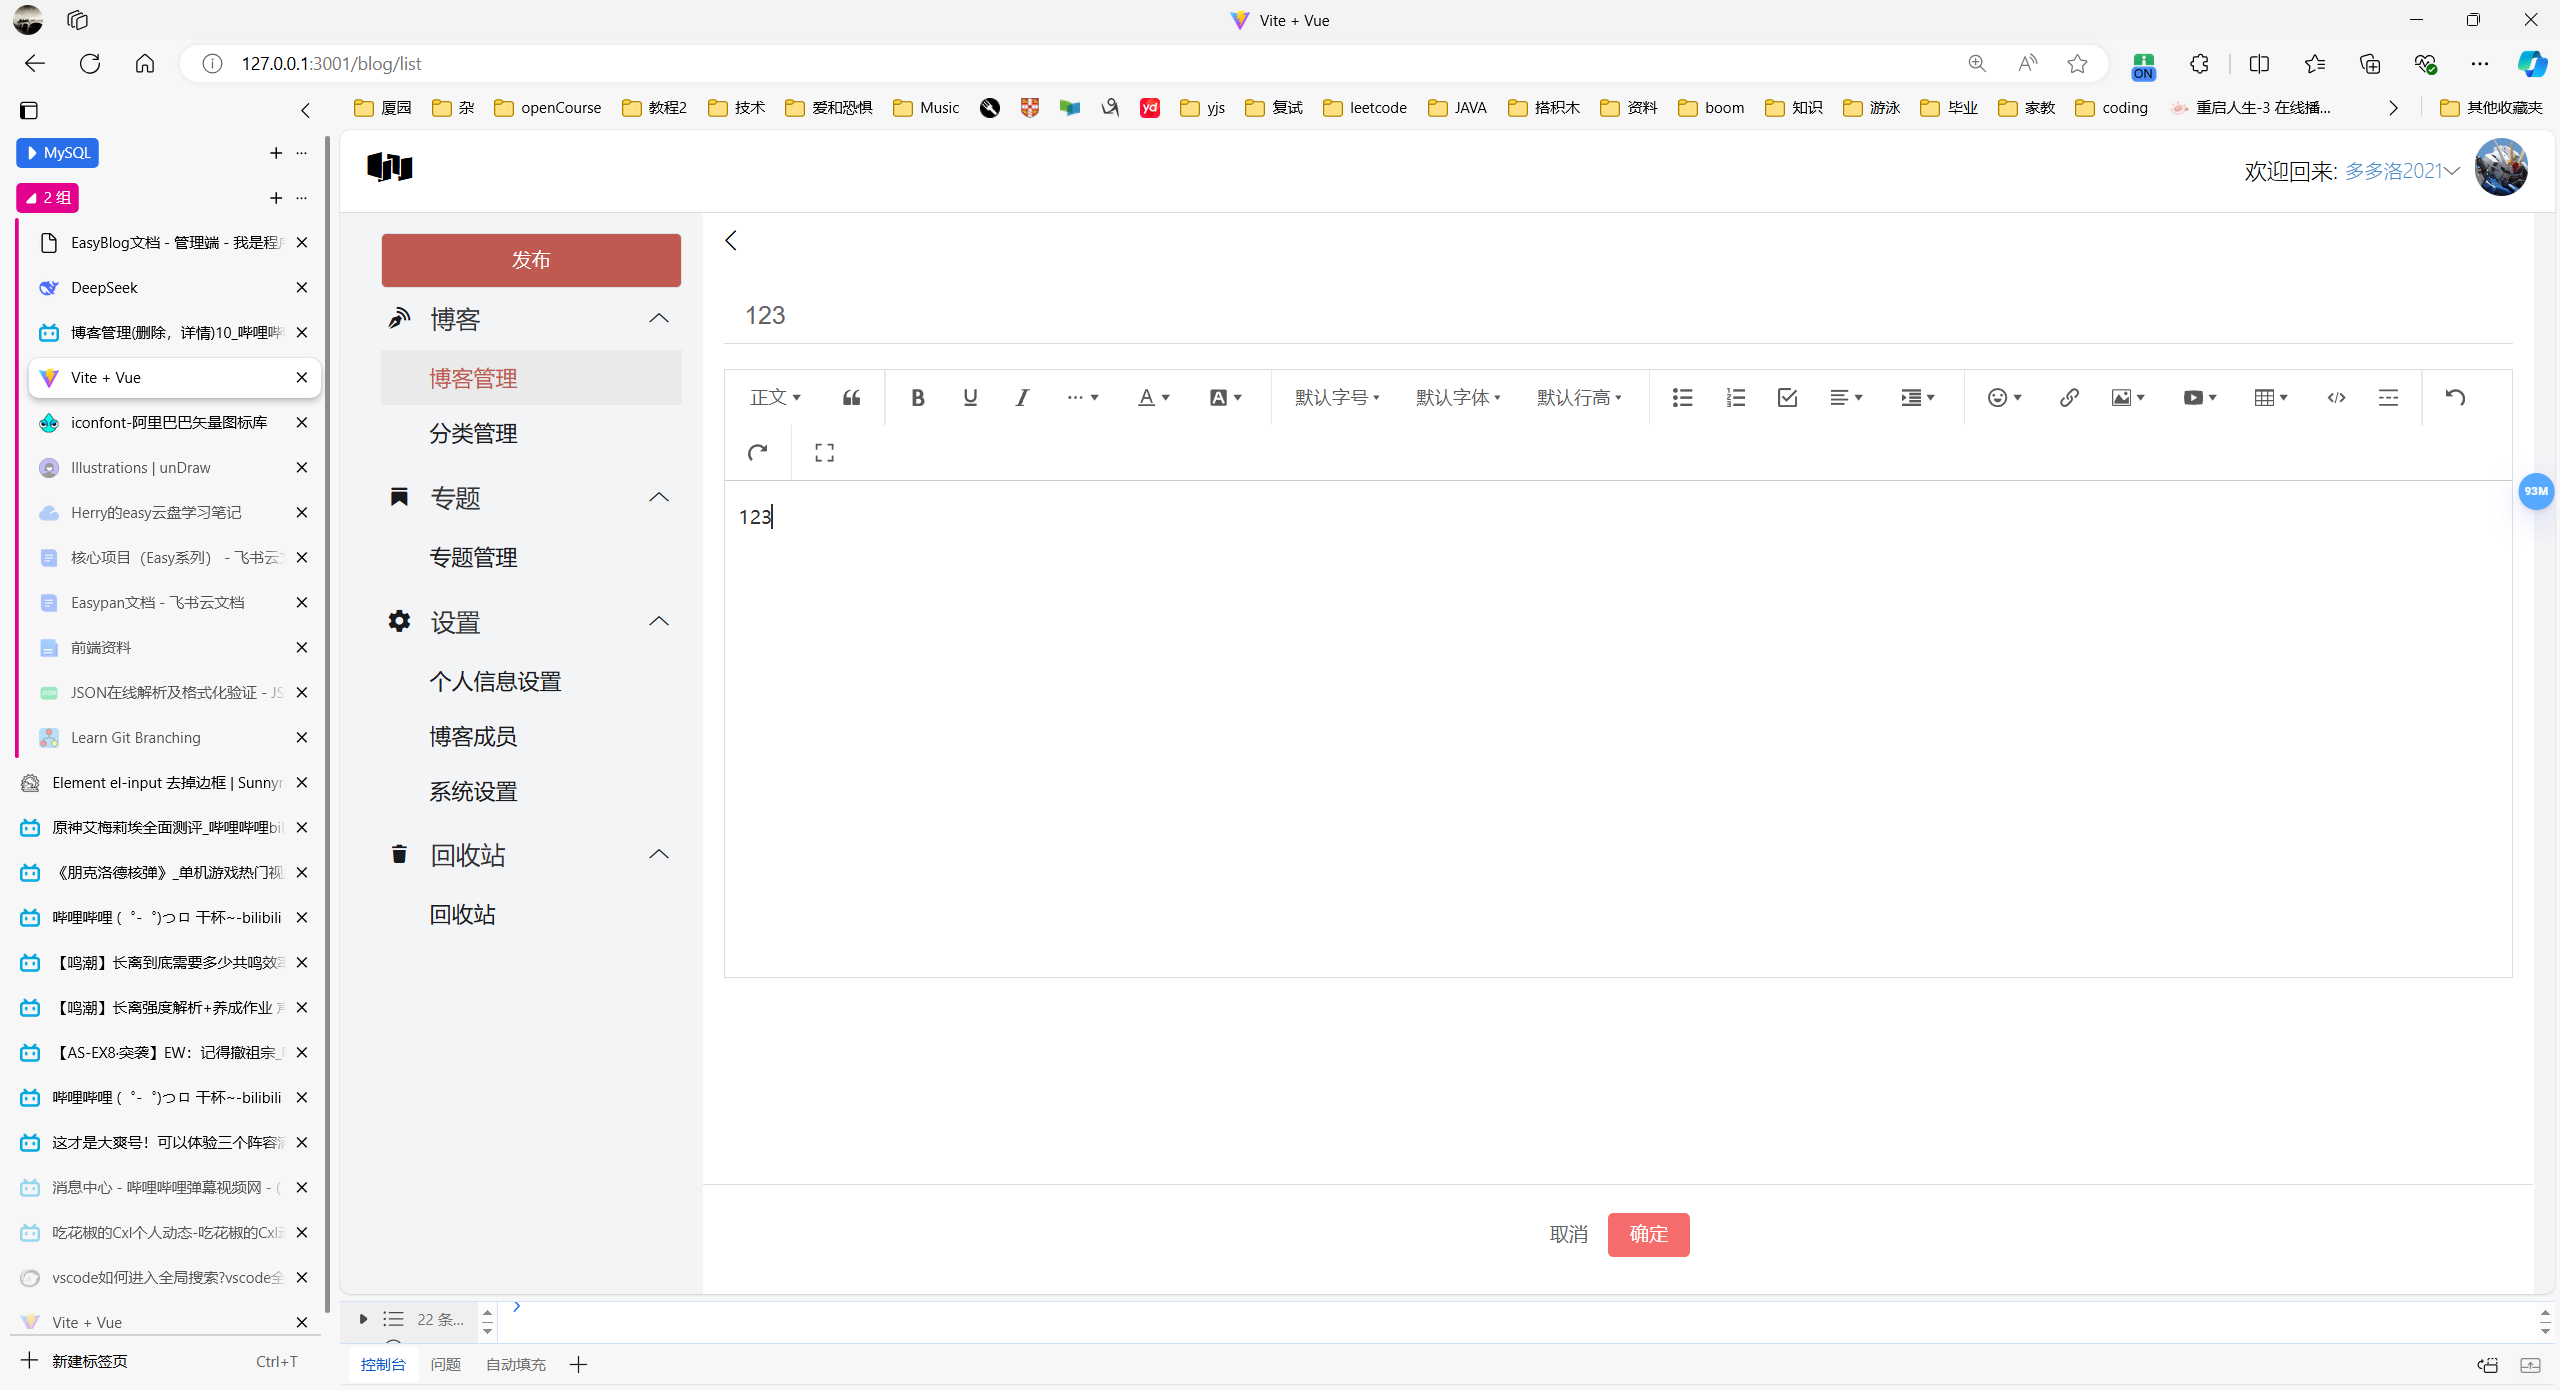 Vite + Vue
127.0.0.1:3001/blog/list
ON
厦园
杂
openCourse
教程2
技术
爱和恐惧
Music
yd
yjs
复试
leetcode
JAVA
搭积木
资料
boom
知识
游泳
毕业
家教
coding
重启人生-3 在线播...
其他收藏夹
MySQL
2 组
EasyBlog文档 - 管理端 - 我是程
DeepSeek
博客管理(删除，详情)10_哔哩哔
Vite + Vue
iconfont-阿里巴巴矢量图标库
Illustrations | unDraw
Herry的easy云盘学习笔记
核心项目（Easy系列） - 飞书云
Easypan文档 - 飞书云文档
前端资料
JSON在线解析及格式化验证 - JS
Learn Git Branching
Element el-input 去掉边框 | Sunny
原神艾梅莉埃全面测评_哔哩哔哩bi
《朋克洛德核弹》_单机游戏热门视
哔哩哔哩 (゜-゜)つロ 干杯~-bilibili
【鸣潮】长离到底需要多少共鸣效率
【鸣潮】长离强度解析+养成作业
【AS-EX8·突袭】EW：记得撤祖宗_
哔哩哔哩 (゜-゜)つロ 干杯~-bilibili
这才是大爽号！可以体验三个阵容
消息中心 - 哔哩哔哩弹幕视频网 - (
吃花椒的Cxl个人动态-吃花椒的Cxl
vscode如何进入全局搜索?vscode全
Vite + Vue
新建标签页
Ctrl+T
欢迎回来: 多多洛2021
发布
博客
博客管理
分类管理
专题
专题管理
设置
个人信息设置
博客成员
系统设置
回收站
回收站
123
正文
默认字号
默认字体
默认行高
123
93M
取消
确定
22 条...
控制台
问题
自动填充